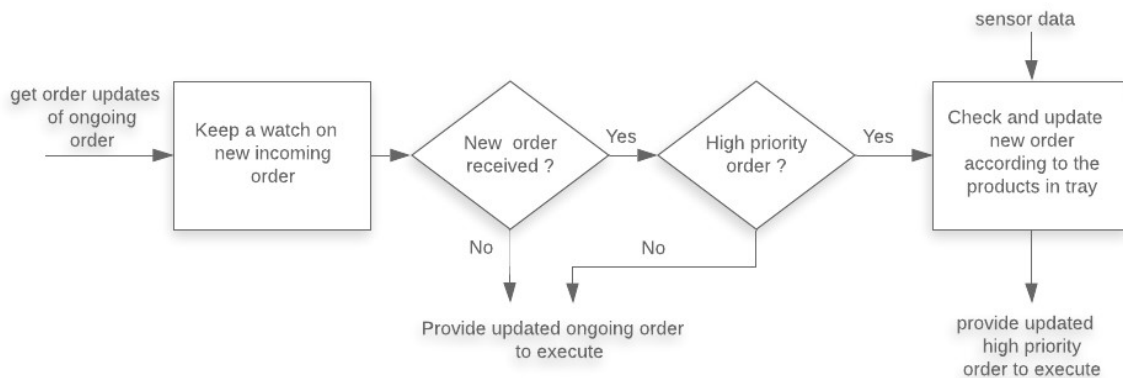 sensor data
get order updates
of ongoing
order
Keep a watch on
new incoming
order
New order
received ?
Yes
High priority
order ?
Yes
Check and update
new order
according to the
products in tray
No
No
Provide updated ongoing order
to execute
provide updated
high priority
order to execute